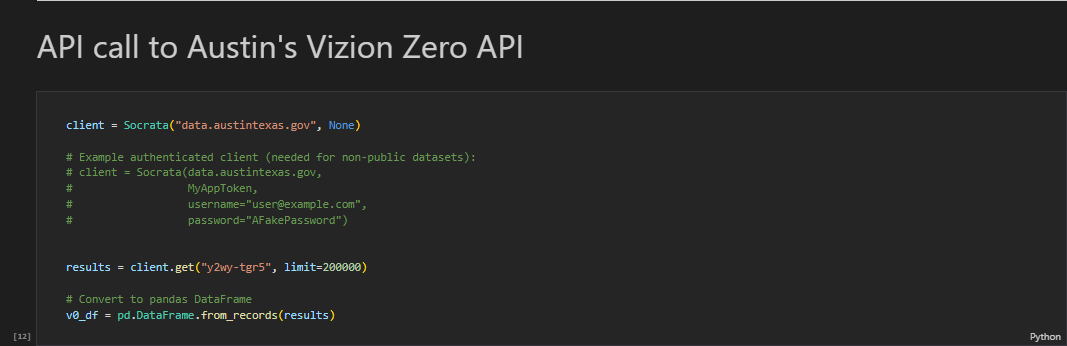 API call to Austin's Vizion Zero API
client = Socrata("data.austintexas.gov", None)
# Example authenticated client (needed for non-public datasets):
# client = Socrata(data.austintexas.gov,
#                  MyAppToken,
#                  username="user@example.com",
#                  password="AFakePassword")
results = client.get("y2wy-tgr5", limit=200000)
# Convert to pandas DataFrame
v0_df = pd.DataFrame.from_records(results)
[12]
Python